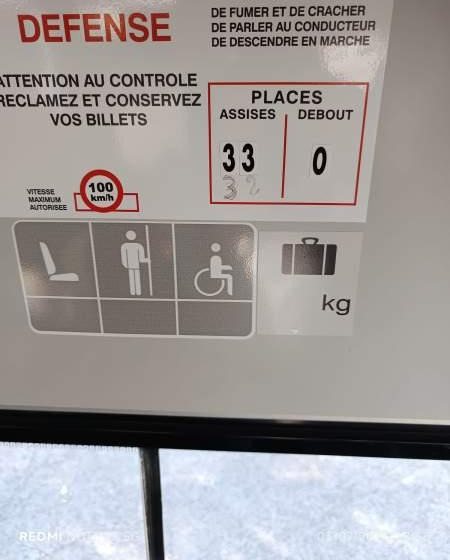 DEFENSE
DE FUMER ET DE CRACHER
DE PARLER AU CONDUCTEUR
DE DESCENDRE EN MARCHE
ATTENTION AU CONTROLE
RECLAMEZ ET CONSERVEZ
VOS BILLETS
PLACES
ASSISES DEBOUT
33 0
32
VITESSE
MAXIMUM
AUTORISEE
100
km/h
kg
REDMI